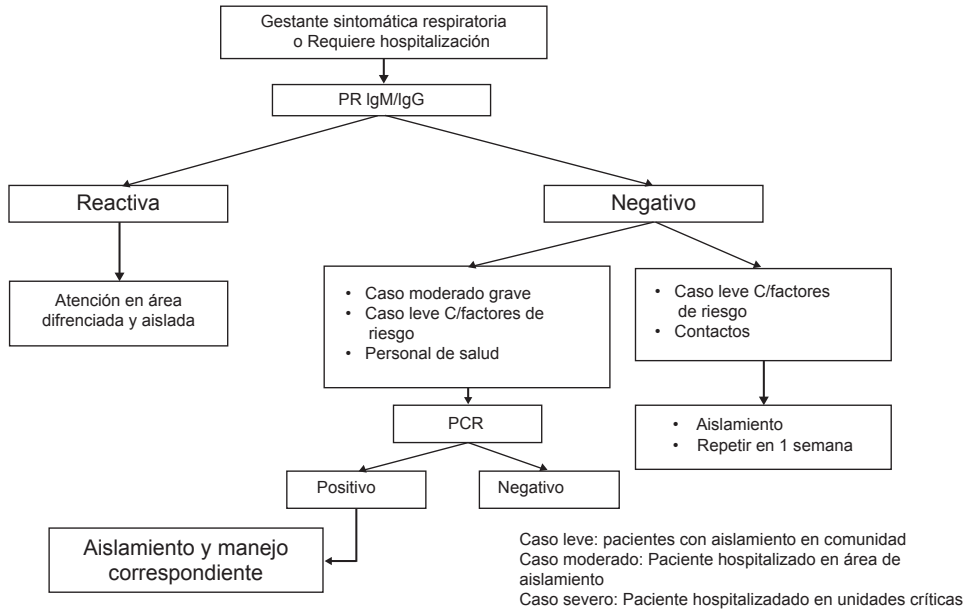 Gestante sintomática respiratoria
o Requiere hospitalización
PR IgM/IgG
Reactiva
Negativo
Atención en área
difrenciada y aislada
• Caso moderado grave
• Caso leve C/factores de
riesgo
• Personal de salud
• Caso leve C/factores
de riesgo
• Contactos
PCR
• Aislamiento
• Repetir en 1 semana
Positivo
Negativo
Aislamiento y manejo
correspondiente
Caso leve: pacientes con aislamiento en comunidad
Caso moderado: Paciente hospitalizado en área de
aislamiento
Caso severo: Paciente hospitalizadado en unidades críticas